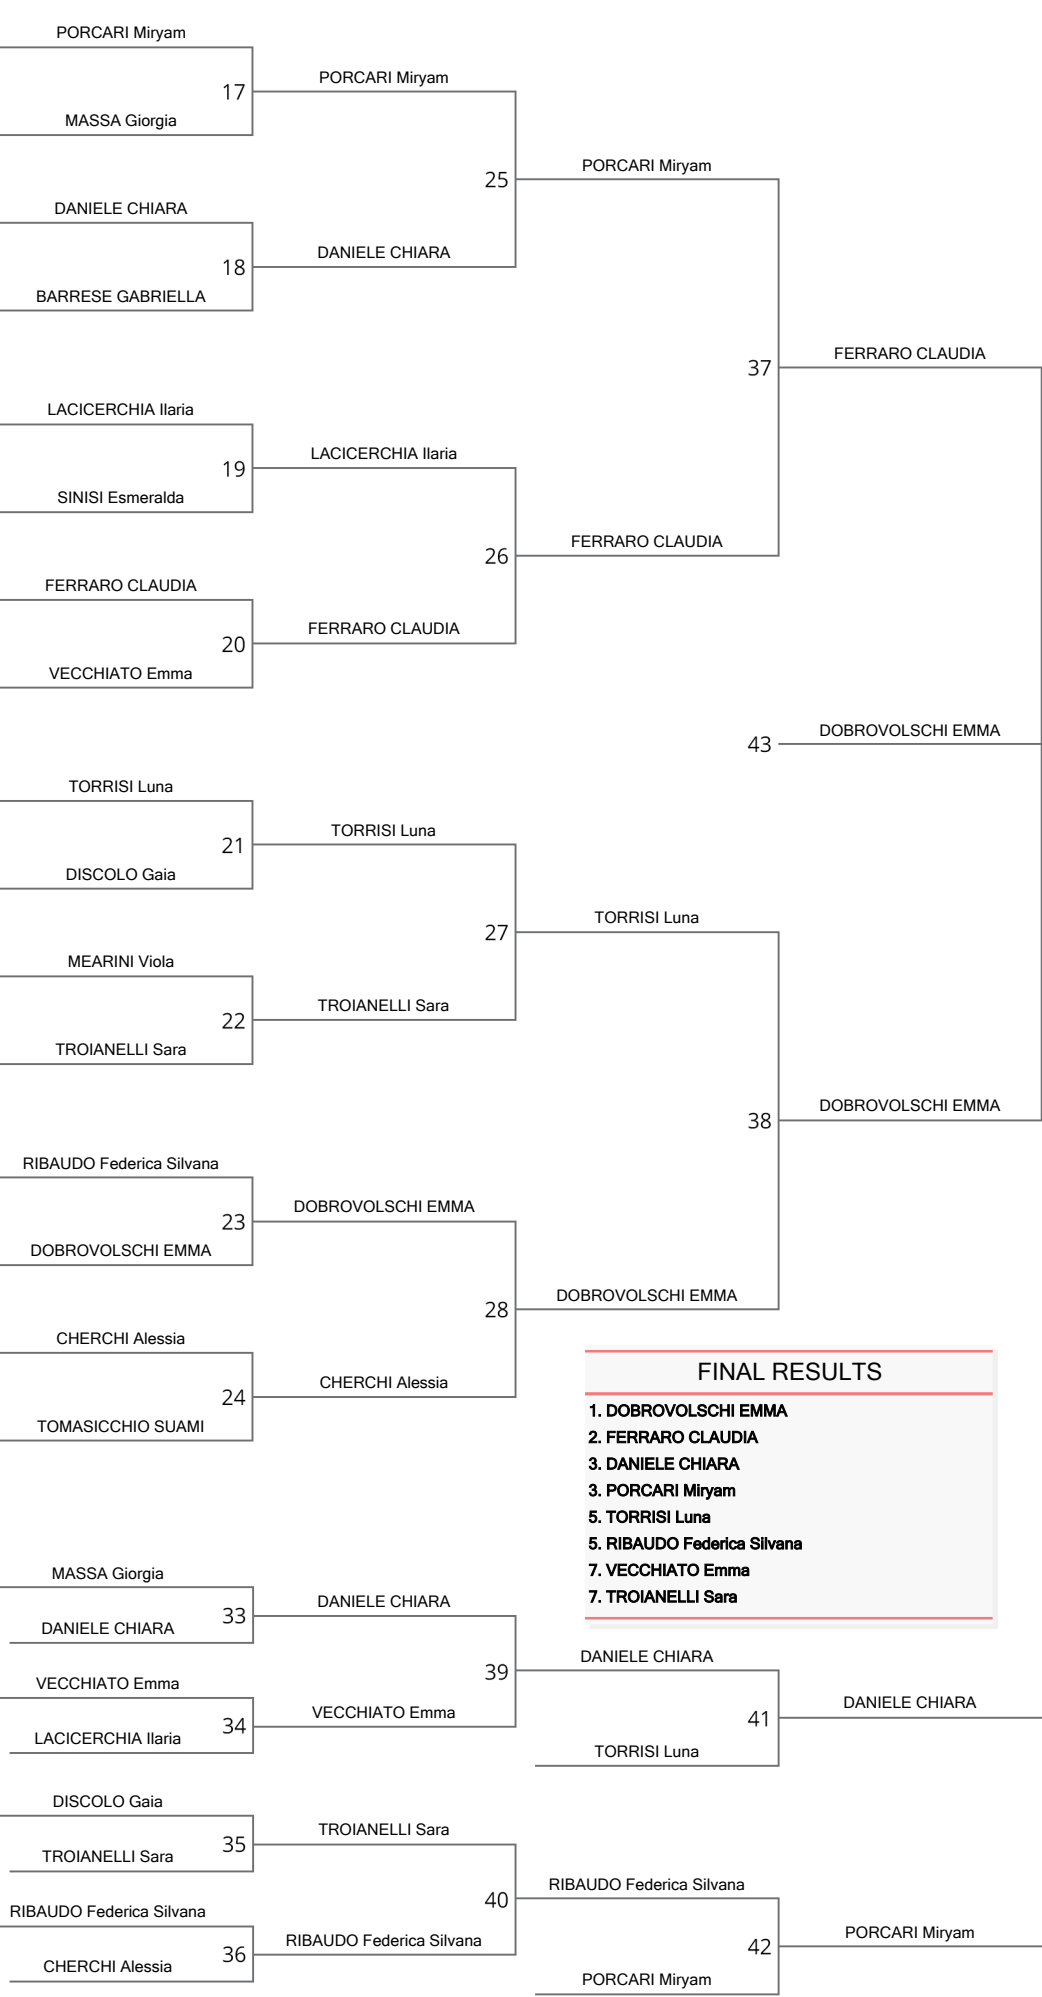 PORCARI Miryam
PORCARI Miryam
17
MASSA Giorgia
PORCARI Miryam
25
DANIELE CHIARA
DANIELE CHIARA
18
BARRESE GABRIELLA
FERRARO CLAUDIA
37
LACICERCHIA Ilaria
LACICERCHIA Ilaria
19
SINISI Esmeralda
FERRARO CLAUDIA
26
FERRARO CLAUDIA
FERRARO CLAUDIA
20
VECCHIATO Emma
DOBROVOLSCHI EMMA
43
TORRISI Luna
TORRISI Luna
21
DISCOLO Gaia
TORRISI Luna
27
MEARINI Viola
TROIANELLI Sara
22
TROIANELLI Sara
DOBROVOLSCHI EMMA
38
RIBAUDO Federica Silvana
DOBROVOLSCHI EMMA
23
DOBROVOLSCHI EMMA
DOBROVOLSCHI EMMA
28
CHERCHI Alessia
CHERCHI Alessia
24
TOMASICCHIO SUAMI
FINAL RESULTS
1. DOBROVOLSCHI EMMA
2. FERRARO CLAUDIA
3. DANIELE CHIARA
3. PORCARI Miryam
5. TORRISI Luna
5. RIBAUDO Federica Silvana
7. VECCHIATO Emma
7. TROIANELLI Sara
MASSA Giorgia
DANIELE CHIARA
33
DANIELE CHIARA
DANIELE CHIARA
39
VECCHIATO Emma
VECCHIATO Emma
34
LACICERCHIA Ilaria
DANIELE CHIARA
41
TORRISI Luna
DISCOLO Gaia
TROIANELLI Sara
35
TROIANELLI Sara
RIBAUDO Federica Silvana
40
RIBAUDO Federica Silvana
RIBAUDO Federica Silvana
36
CHERCHI Alessia
PORCARI Miryam
42
PORCARI Miryam